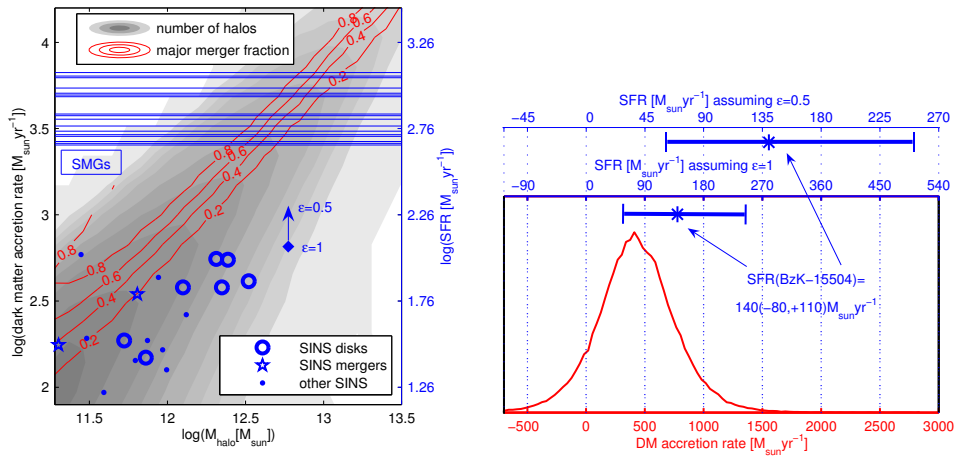 number of halos
major merger fraction
log(dark matter accretion rate [M_sun yr⁻¹])
4
3.5
3
2.5
2
3.26
2.76
2.26
1.76
1.26
log(SFR [M_sun yr⁻¹])
0.8
0.6
0.4
0.2
0.8
0.6
0.4
0.2
0.8
0.8
0.6
0.4
0.2
SMGs
ε=0.5
ε=1
SINS disks
SINS mergers
other SINS
11.5
12
12.5
13
13.5
log(M_halo[M_sun])
SFR [M_sun yr⁻¹] assuming ε=0.5
−45 0 45 90 135 180 225 270
SFR [M_sun yr⁻¹] assuming ε=1
−90 0 90 180 270 360 450 540
SFR(BzK−15504)=
140(−80,+110)M_sun yr⁻¹
−500 0 500 1000 1500 2000 2500 3000
DM accretion rate [M_sun yr⁻¹]